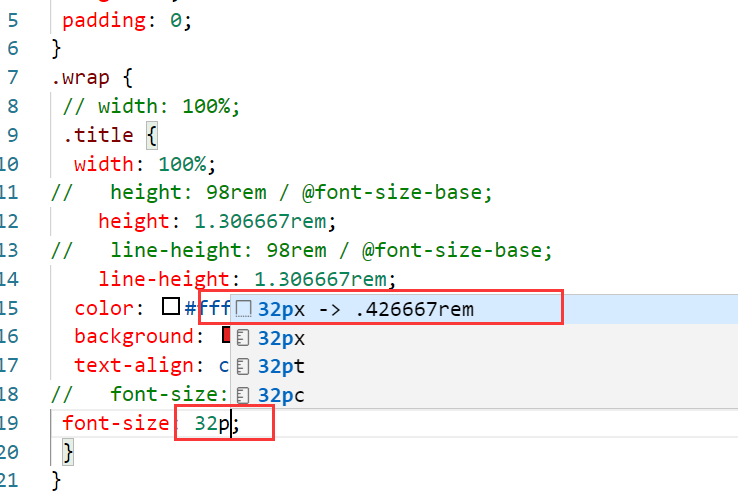 5 padding: 0;
6 }
7 .wrap {
8 // width: 100%;
9 .title {
10 width: 100%;
11 // height: 98rem / @font-size-base;
12 height: 1.306667rem;
13 // line-height: 98rem / @font-size-base;
14 line-height: 1.306667rem;
15 color: #fff
32px -> .426667rem
16 background:
32px
17 text-align: c
32pt
18 // font-size:
32pc
19 font-size: 32p;
20 }
21 }